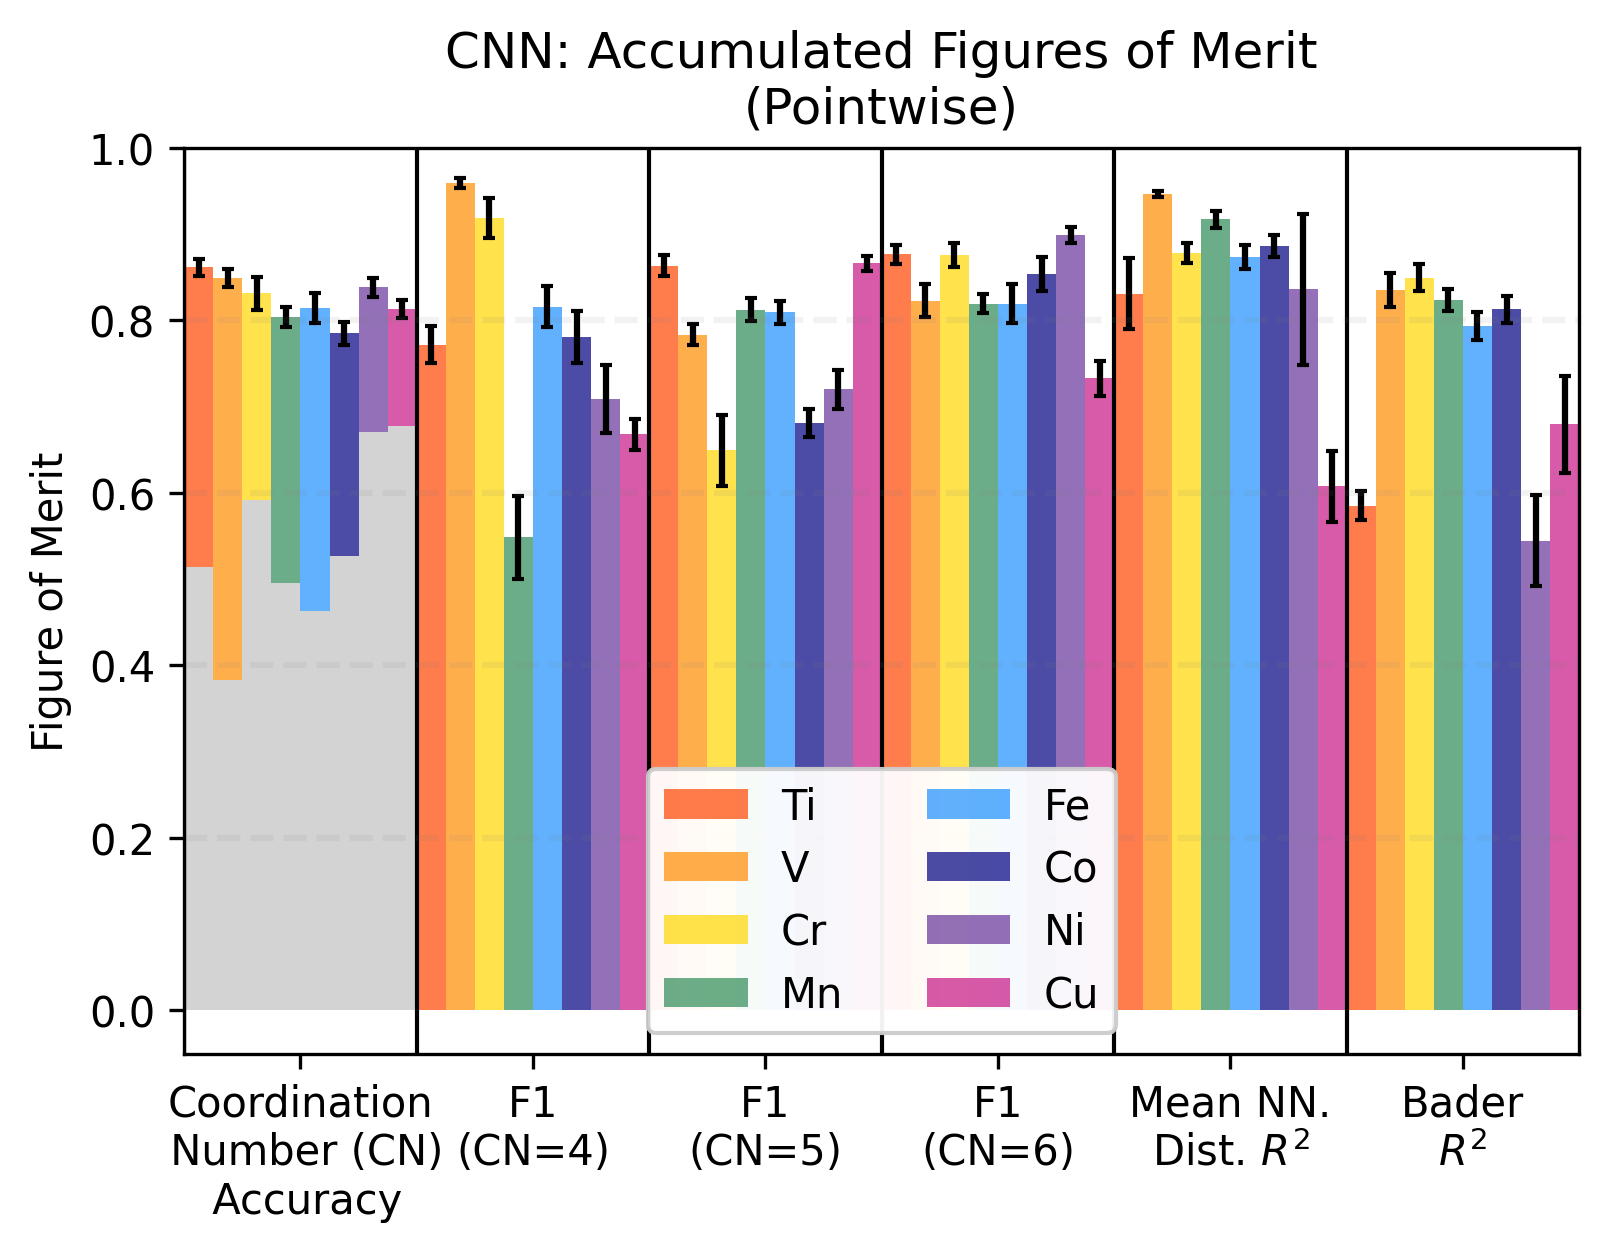 CNN: Accumulated Figures of Merit
(Pointwise)
Figure of Merit
1.0
0.8
0.6
0.4
0.2
0.0
Ti
V
Cr
Mn
Fe
Co
Ni
Cu
Coordination
Number (CN)
Accuracy
F1
(CN=4)
F1
(CN=5)
F1
(CN=6)
Mean NN.
Dist. R²
Bader
R²